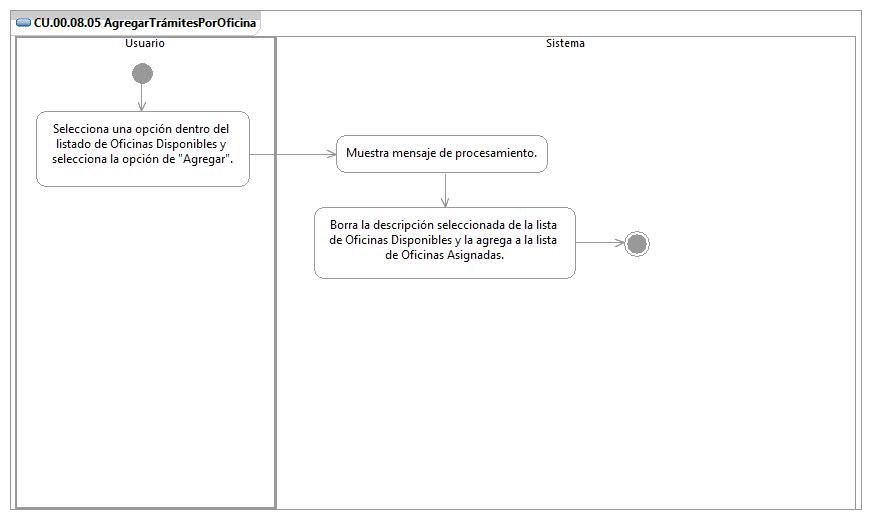 CU.00.08.05 AgregarTrámitesPorOficina
Usuario
Sistema
Selecciona una opción dentro del
listado de Oficinas Disponibles y
selecciona la opción de "Agregar".
Muestra mensaje de procesamiento.
Borra la descripción seleccionada de la lista
de Oficinas Disponibles y la agrega a la lista
de Oficinas Asignadas.